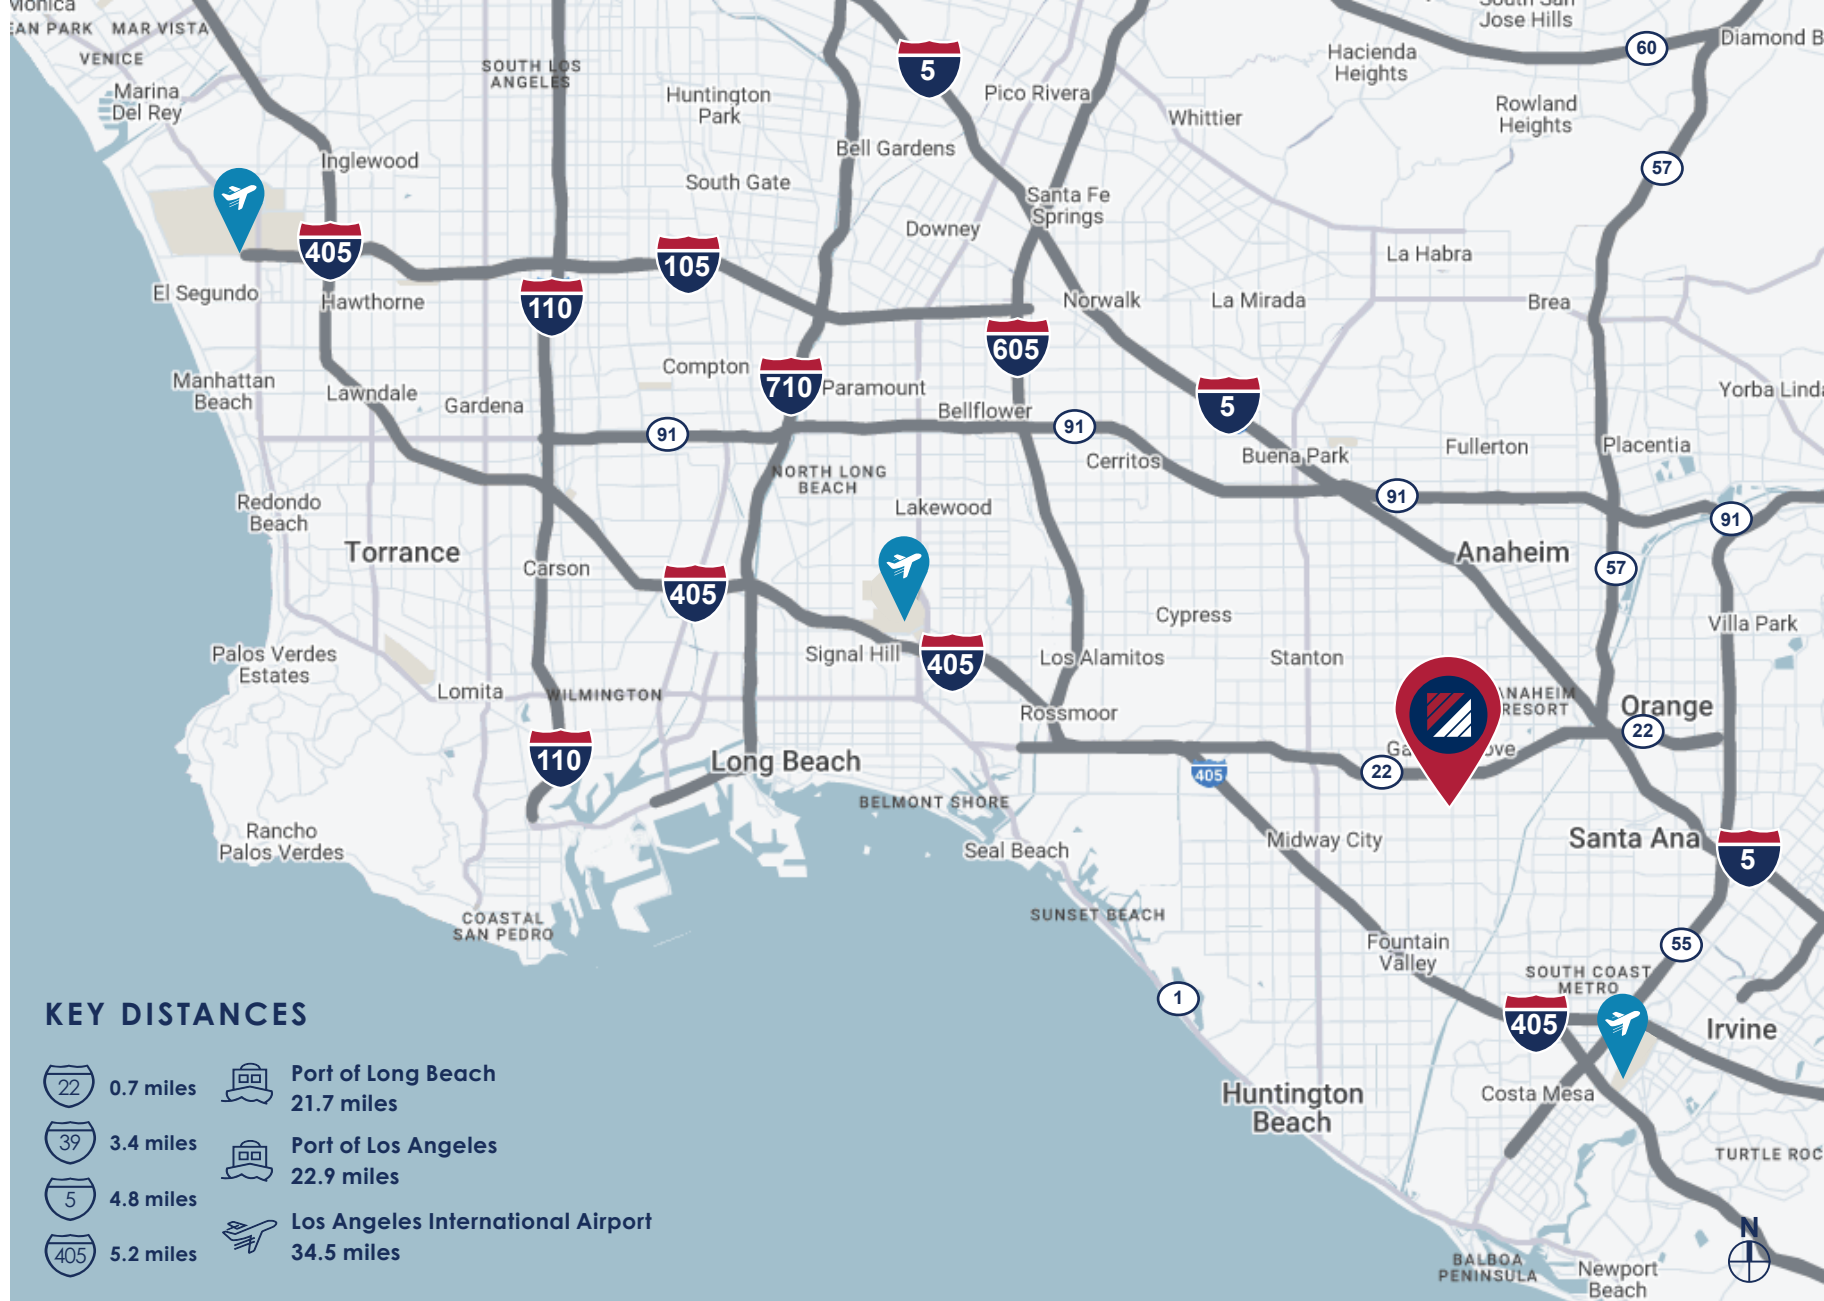 Monica
EAN PARK
MAR VISTA
VENICE
Marina
Del Rey
SOUTH LOS
ANGELES
Huntington
Park
5
Pico Rivera
South San
Jose Hills
Hacienda
Heights
60
Diamond B
Rowland
Heights
Whittier
57
Inglewood
Bell Gardens
South Gate
Santa Fe
Springs
Downey
La Habra
405
105
110
El Segundo
Hawthorne
Norwalk
La Mirada
Brea
605
Compton
710
Paramount
Manhattan
Beach
Lawndale
Gardena
Bellflower
5
Yorba Linda
91
91
Cerritos
Buena Park
Fullerton
Placentia
NORTH LONG
BEACH
91
91
Redondo
Beach
Lakewood
Torrance
Carson
Anaheim
57
405
Cypress
Villa Park
Palos Verdes
Estates
Signal Hill
405
Los Alamitos
Stanton
Lomita
WILMINGTON
ANAHEIM
RESORT
Orange
Rossmoor
22
110
Long Beach
405
22
Ga
ove
BELMONT SHORE
Rancho
Palos Verdes
Seal Beach
Midway City
Santa Ana
5
COASTAL
SAN PEDRO
SUNSET BEACH
Fountain
Valley
55
SOUTH COAST
METRO
1
405
Irvine
Huntington
Beach
Costa Mesa
TURTLE ROC
BALBOA
PENINSULA
Newport
Beach
N
KEY DISTANCES
22
0.7 miles
39
3.4 miles
5
4.8 miles
405
5.2 miles
Port of Long Beach
21.7 miles
Port of Los Angeles
22.9 miles
Los Angeles International Airport
34.5 miles